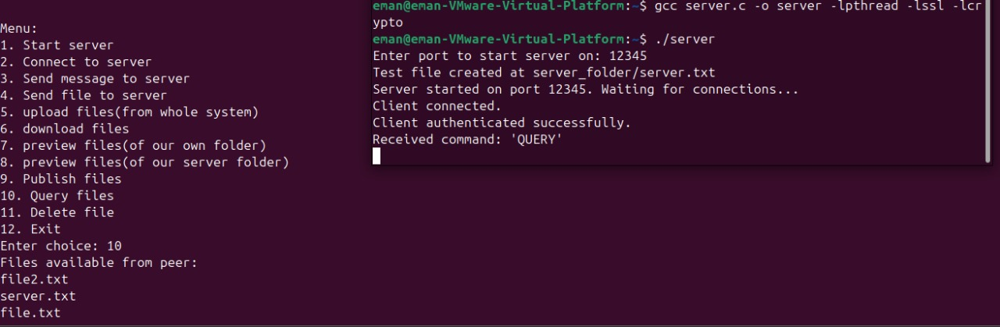 Menu:
1. Start server
2. Connect to server
3. Send message to server
4. Send file to server
5. upload files(from whole system)
6. download files
7. preview files(of our own folder)
8. preview files(of our server folder)
9. Publish files
10. Query files
11. Delete file
12. Exit
Enter choice: 10
Files available from peer:
file2.txt
server.txt
file.txt
eman@eman-VMware-Virtual-Platform:~$ gcc server.c -o server -lpthread -lssl -lcr
ypto
eman@eman-VMware-Virtual-Platform:~$ ./server
Enter port to start server on: 12345
Test file created at server_folder/server.txt
Server started on port 12345. Waiting for connections...
Client connected.
Client authenticated successfully.
Received command: 'QUERY'